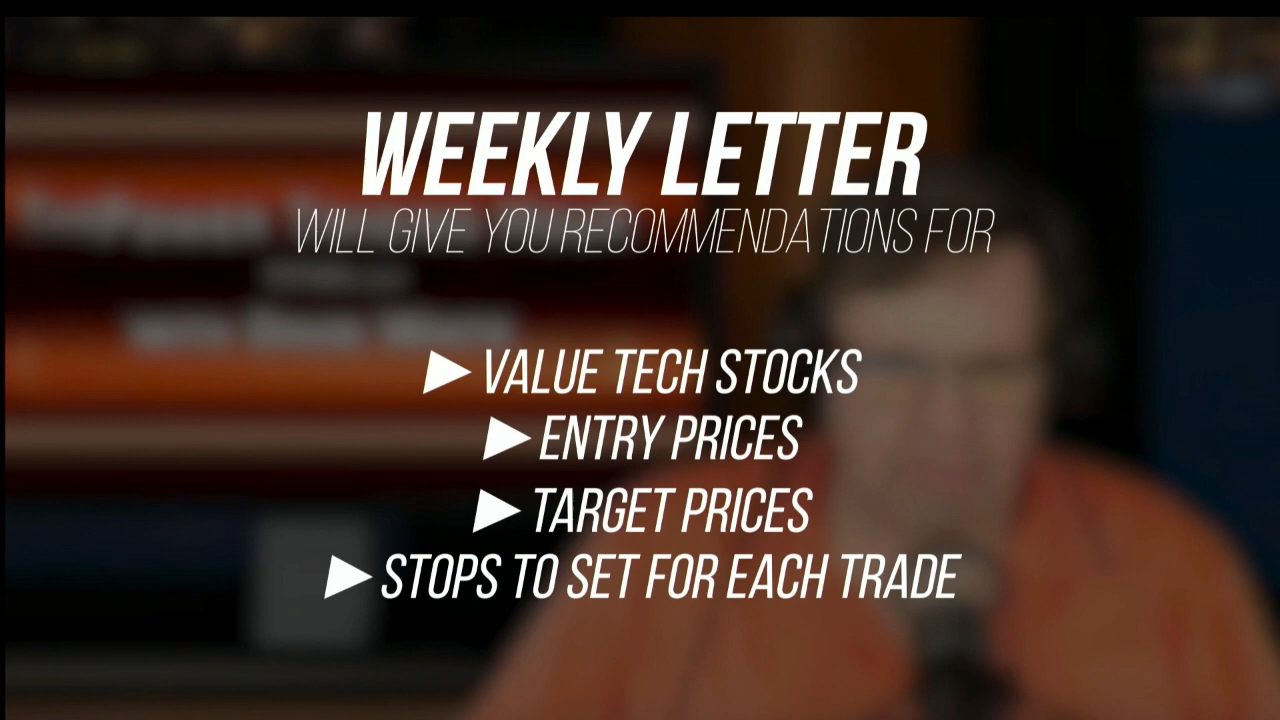 WEEKLY LETTER
WILL GIVE YOU RECOMMENDATIONS FOR
▶ VALUE TECH STOCKS
▶ ENTRY PRICES
▶ TARGET PRICES
▶ STOPS TO SET FOR EACH TRADE